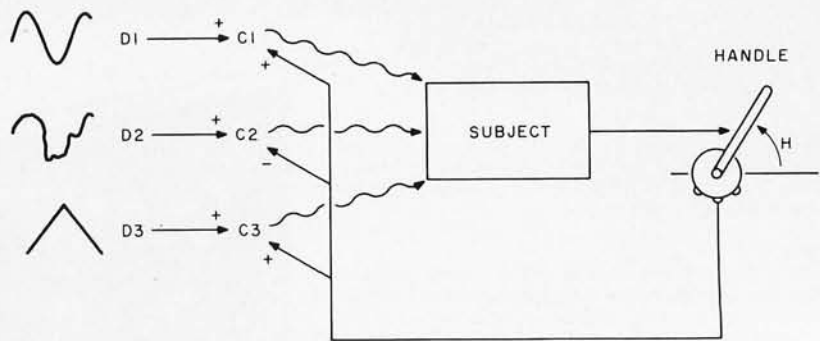 D1 + C1
+
HANDLE
D2 + C2
−
SUBJECT
H
D3 + C3
+